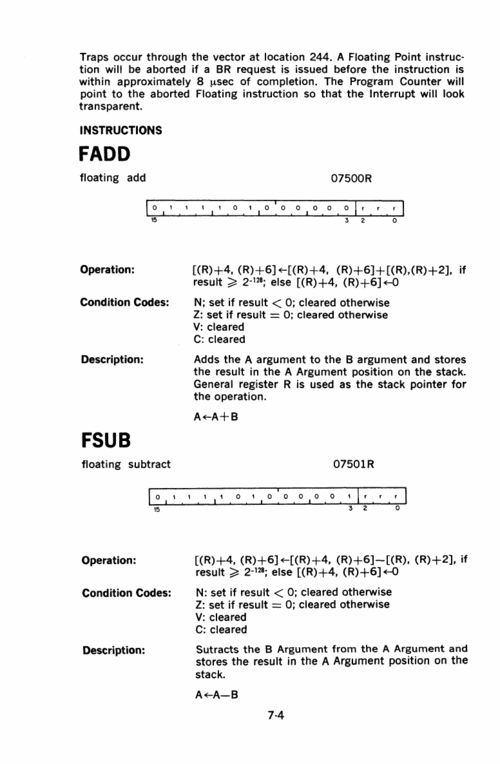 Traps occur through the vector at location 244. A Floating Point instruc-
tion will be aborted if a BR request is issued before the instruction is
within approximately 8 μsec of completion. The Program Counter will
point to the aborted Floating instruction so that the Interrupt will look
transparent.
INSTRUCTIONS
FADD
floating add 07500R
0 1 1 1 1 0 1 0 0 0 0 0 0 r r r
15 3 2 0
Operation: [(R)+4, (R)+6]←[(R)+4, (R)+6]+[(R),(R)+2], if
result ⩾ 2⁻¹²⁸; else [(R)+4, (R)+6]←0
Condition Codes: N; set if result < 0; cleared otherwise
Z: set if result = 0; cleared otherwise
V: cleared
C: cleared
Description: Adds the A argument to the B argument and stores
the result in the A Argument position on the stack.
General register R is used as the stack pointer for
the operation.
A←A+B
FSUB
floating subtract 07501R
0 1 1 1 1 0 1 0 0 0 0 0 1 r r r
15 3 2 0
Operation: [(R)+4, (R)+6]←[(R)+4, (R)+6]—[(R), (R)+2], if
result ⩾ 2⁻¹²⁸; else [(R)+4, (R)+6]←0
Condition Codes: N: set if result < 0; cleared otherwise
Z: set if result = 0; cleared otherwise
V: cleared
C: cleared
Description: Sutracts the B Argument from the A Argument and
stores the result in the A Argument position on the
stack.
A←A—B
7-4